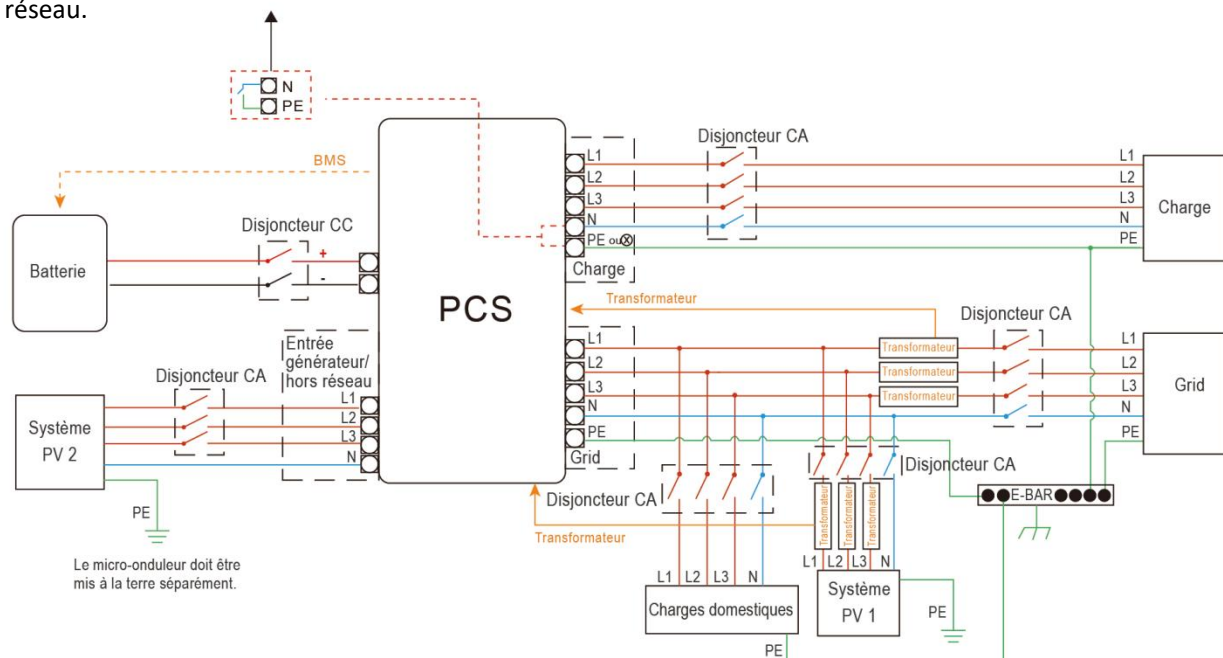 réseau.
N
PE
BMS
Disjoncteur CC
+
-
Batterie
PCS
L1
L2
L3
N
PE ou
Charge
Disjoncteur CA
L1
L2
L3
N
PE
Charge
Transformateur
Entrée
générateur/
hors réseau
L1
L2
L3
N
Disjoncteur CA
Système
PV 2
PE
Le micro-onduleur doit être
mis à la terre séparément.
L1
L2
L3
N
PE
Grid
Transformateur
Transformateur
Transformateur
Disjoncteur CA
L1
L2
L3
N
PE
Grid
Disjoncteur CA
Disjoncteur CA
Transformateur
Transformateur
Transformateur
Transformateur
E-BAR
L1 L2 L3 N
Charges domestiques
PE
L1 L2 L3 N
Système
PV 1
PE